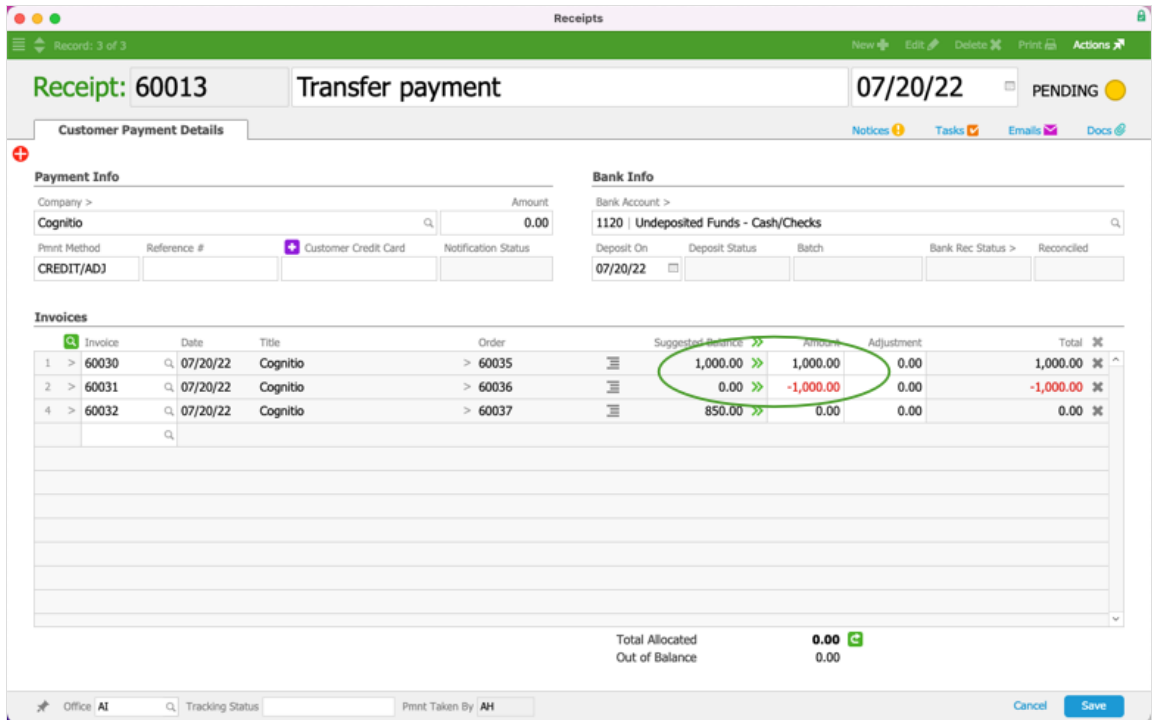 Receipts
Record: 3 of 3 New Edit Delete Print Actions
Receipt: 60013 Transfer payment 07/20/22 PENDING
Customer Payment Details Notices Tasks Emails Docs
Payment Info Bank Info
Company > Amount Bank Account >
Cognitio 0.00 1120 Undeposited Funds - Cash/Checks
Pmnt Method Reference # Customer Credit Card Notification Status Deposit On Deposit Status Batch Bank Rec Status > Reconciled
CREDIT/ADJ 07/20/22
Invoices
Invoice Date Title Order Suggested Balance Amount Adjustment Total
1 > 60030 07/20/22 Cognitio > 60035 1,000.00 1,000.00 0.00 1,000.00
2 > 60031 07/20/22 Cognitio > 60036 0.00 -1,000.00 0.00 -1,000.00
4 > 60032 07/20/22 Cognitio > 60037 850.00 0.00 0.00 0.00
Total Allocated 0.00
Out of Balance 0.00
Office AI Tracking Status Pmnt Taken By AH Cancel Save